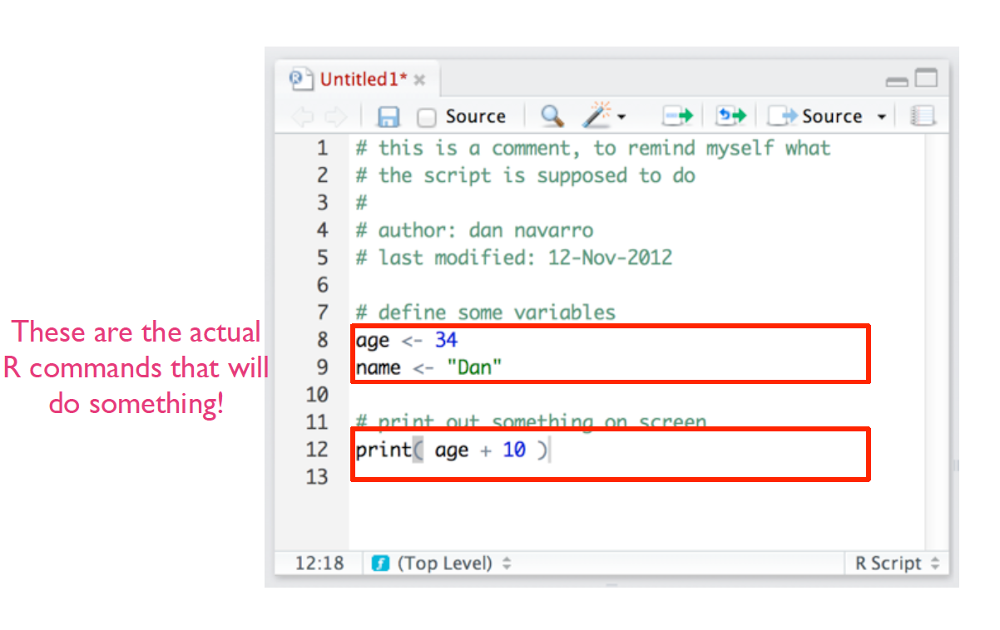 Untitled1*
Source
Source
1 # this is a comment, to remind myself what
2 # the script is supposed to do
3 #
4 # author: dan navarro
5 # last modified: 12-Nov-2012
6
7 # define some variables
8 age <- 34
9 name <- "Dan"
10
11 # print out something on screen
12 print( age + 10 )
13
These are the actual
R commands that will
do something!
12:18 (Top Level) R Script